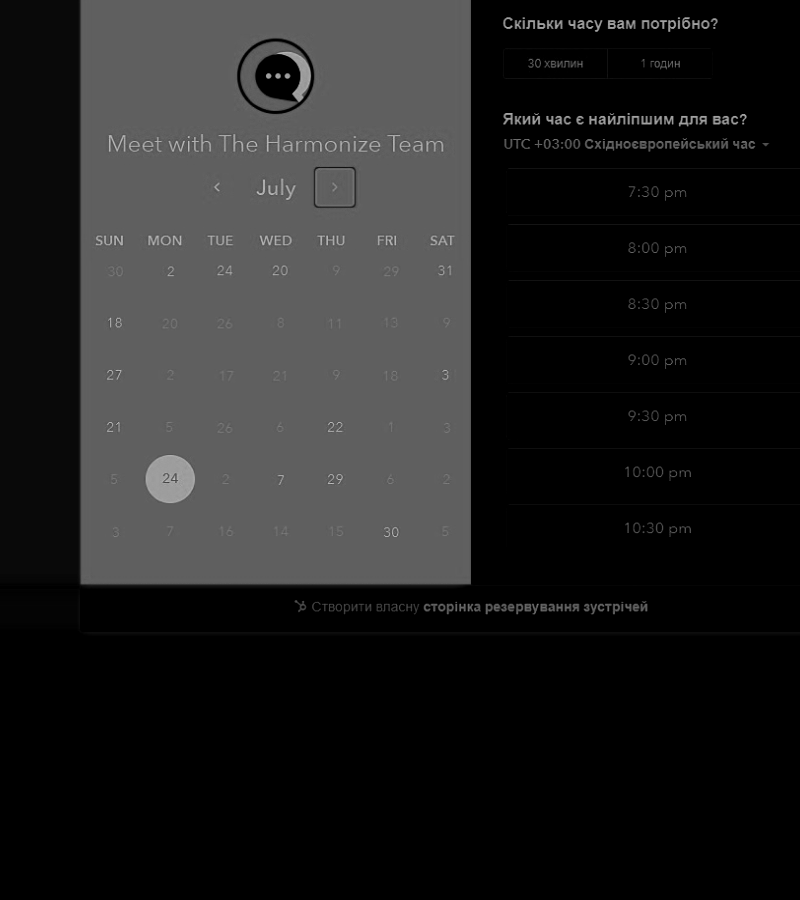 Meet with The Harmonize Team
July
SUN MON TUE WED THU FRI SAT
30 2 24 20 9 29 31
18 20 26 8 11 13 9
27 2 17 21 9 18 3
21 5 26 6 22 1 3
5 24 2 7 29 6 2
3 7 16 14 15 30 5
Скільки часу вам потрібно?
30 хвилин 1 годин
Який час є найліпшим для вас?
UTC +03:00 Східноєвропейський час
7:30 pm
8:00 pm
8:30 pm
9:00 pm
9:30 pm
10:00 pm
10:30 pm
Створити власну сторінка резервування зустрічей